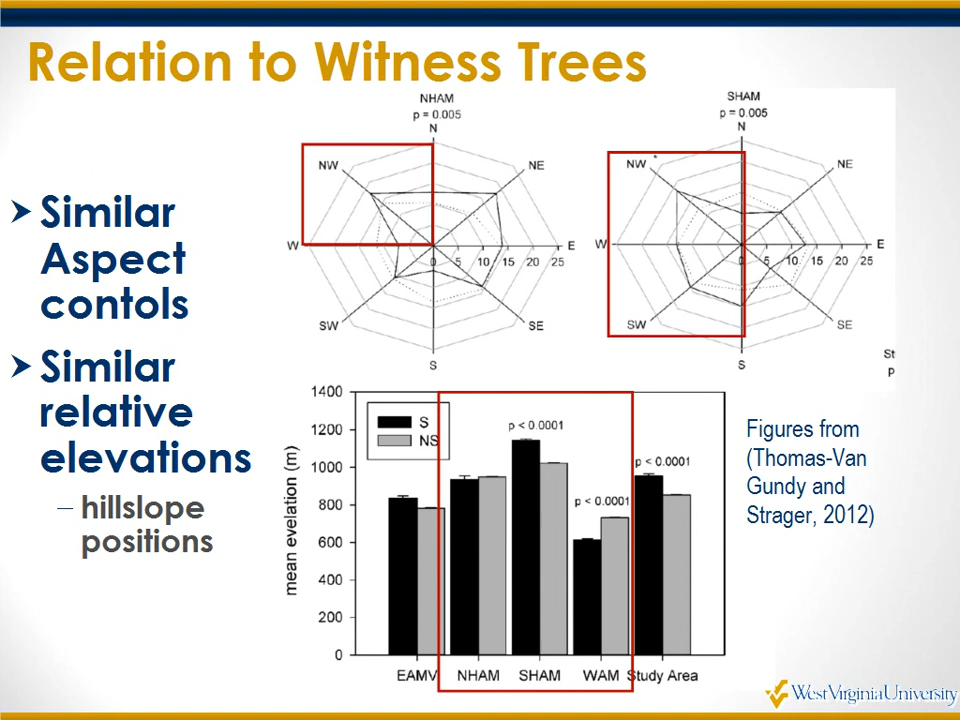 Relation to Witness Trees
Similar
Aspect
contols
Similar
relative
elevations
– hillslope
positions
NHAM
p = 0.005
N
NW
NE
W
E
0 5 10 15 20 25
SW
SE
S
SHAM
p = 0.005
N
NW *
NE
W
E
0 5 10 15 20 25
SW
SE
S
St
p
mean evelation (m)
1400
1200
1000
800
600
400
200
0
S
NS
p < 0.0001
p < 0.0001
p < 0.0001
EAMV NHAM SHAM WAM Study Area
Figures from
(Thomas-Van
Gundy and
Strager, 2012)
WestVirginiaUniversity